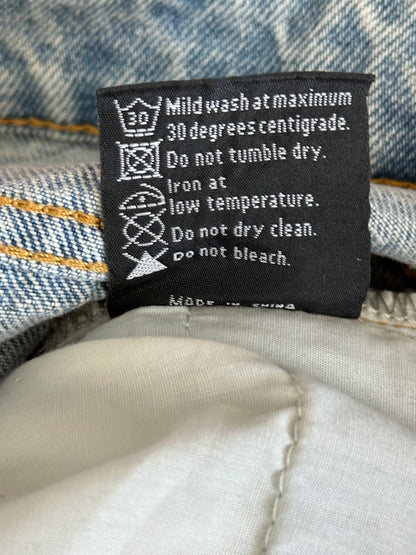 30
Mild wash at maximum
30 degrees centigrade.
Do not tumble dry.
Iron at
low temperature.
Do not dry clean.
Do not bleach.
MADE IN CHINA